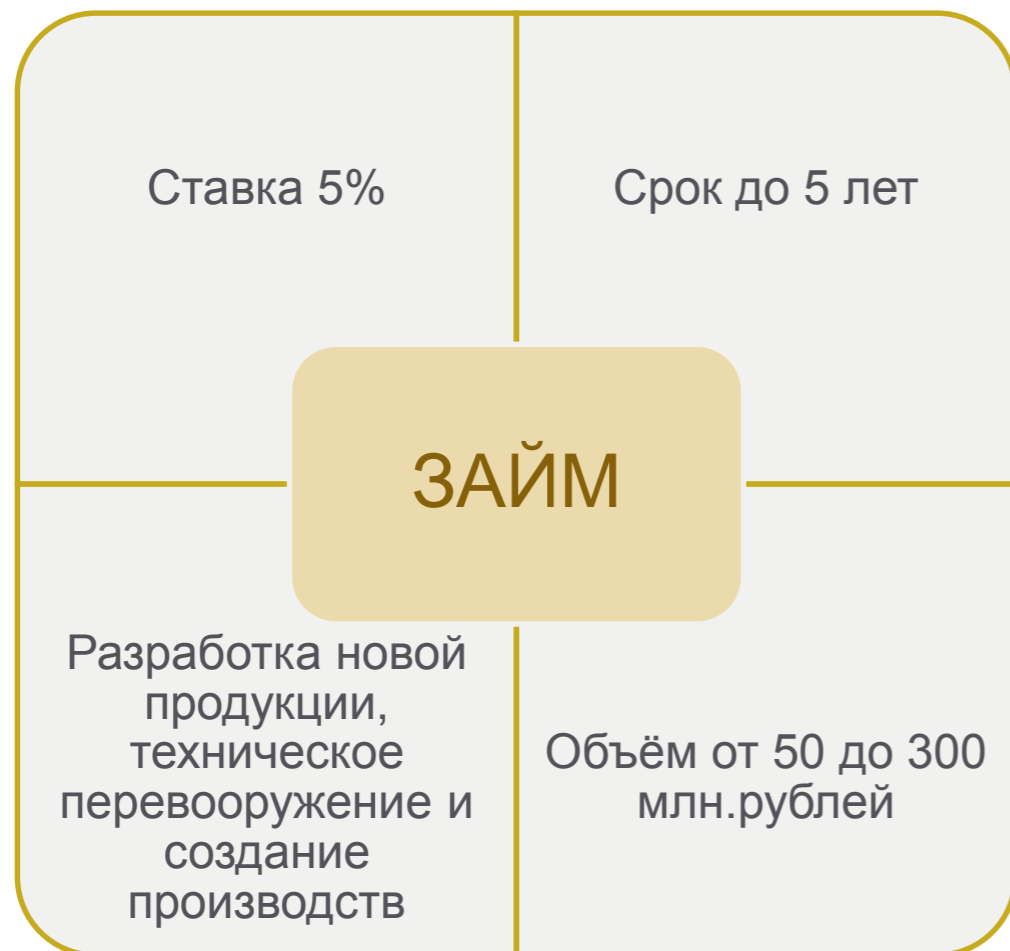 Ставка 5%
Срок до 5 лет
ЗАЙМ
Разработка новой
продукции,
техническое
перевооружение и
создание
производств
Объём от 50 до 300
млн.рублей